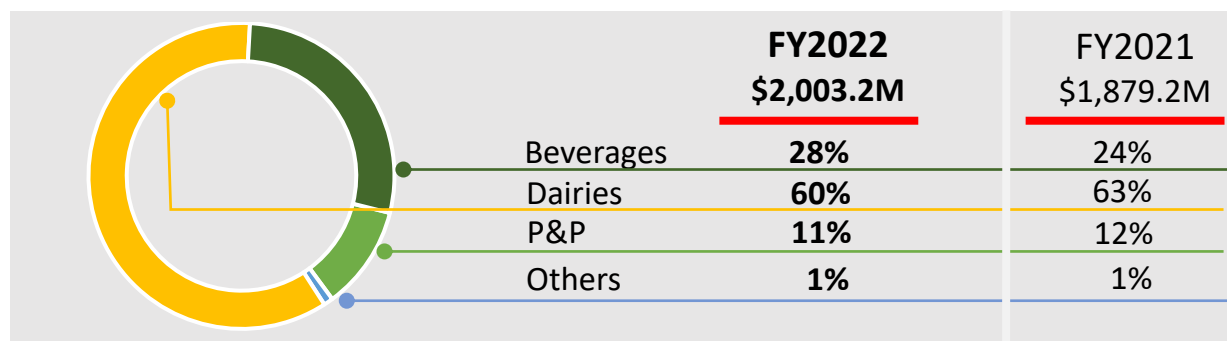 FY2022 FY2021
$2,003.2M $1,879.2M
Beverages 28% 24%
Dairies 60% 63%
P&P 11% 12%
Others 1% 1%